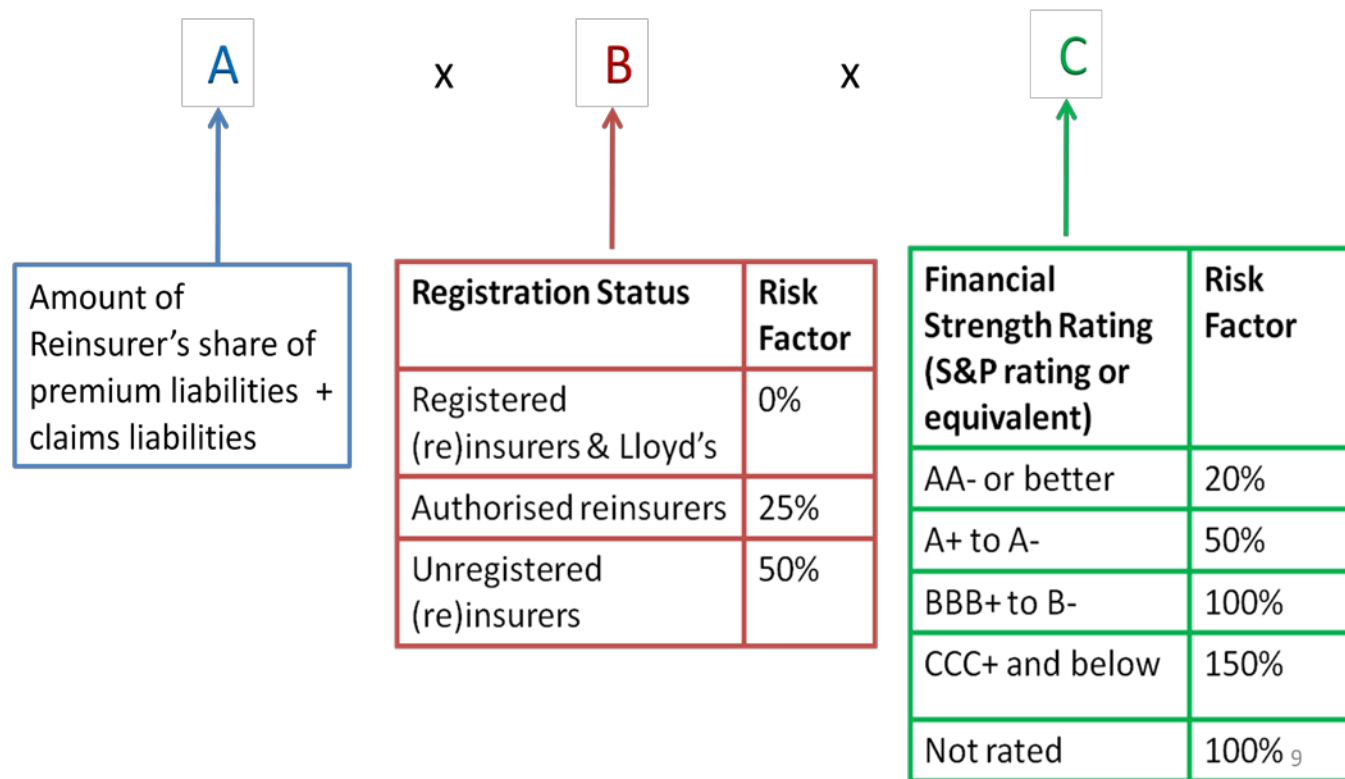 A x B x C
Amount of
Reinsurer’s share of
premium liabilities +
claims liabilities
Registration Status
Risk
Factor
Registered
(re)insurers & Lloyd’s
0%
Authorised reinsurers
25%
Unregistered
(re)insurers
50%
Financial
Strength Rating
(S&P rating or
equivalent)
Risk
Factor
AA- or better
20%
A+ to A-
50%
BBB+ to B-
100%
CCC+ and below
150%
Not rated
100%
9